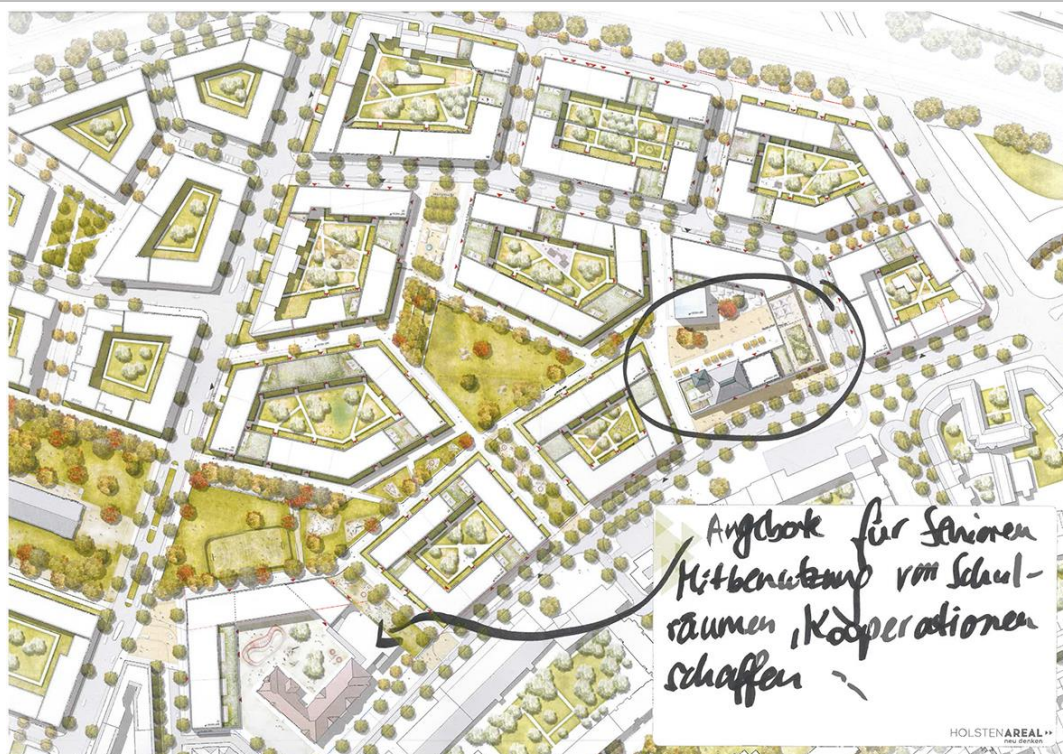 Angebote für Senioren
Mitbenutzung von Schul-
räumen, Kooperationen
schaffen
HOLSTENAREAL
neu denken